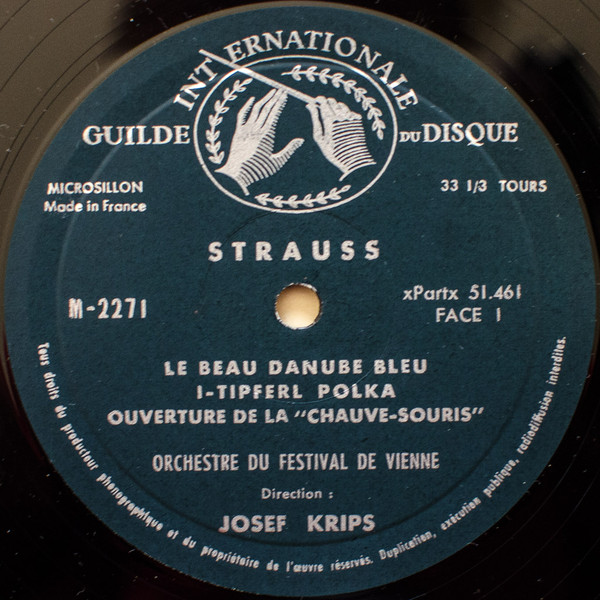 GUILDE INTERNATIONALE DU DISQUE
MICROSILLON
Made in France
33 1/3 TOURS
STRAUSS
M-2271
xPartx 51.461
FACE 1
LE BEAU DANUBE BLEU
I-TIPFERL POLKA
OUVERTURE DE LA "CHAUVE-SOURIS"
ORCHESTRE DU FESTIVAL DE VIENNE
Direction :
JOSEF KRIPS
Tous droits du producteur phonographique et du propriétaire de l'œuvre réservés. Duplication, exécution publique, radiodiffusion interdites.